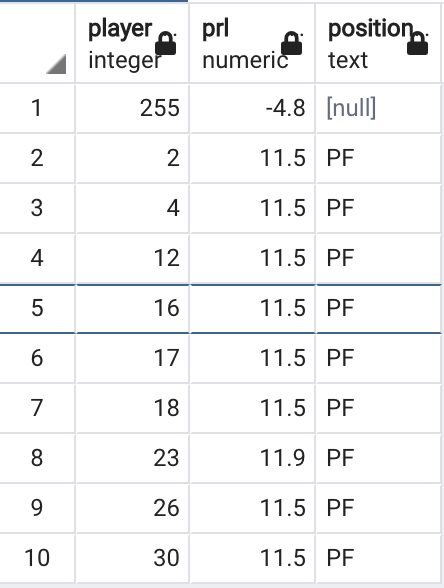 player prl position
integer numeric text
1 255 -4.8 [null]
2 2 11.5 PF
3 4 11.5 PF
4 12 11.5 PF
5 16 11.5 PF
6 17 11.5 PF
7 18 11.5 PF
8 23 11.9 PF
9 26 11.5 PF
10 30 11.5 PF